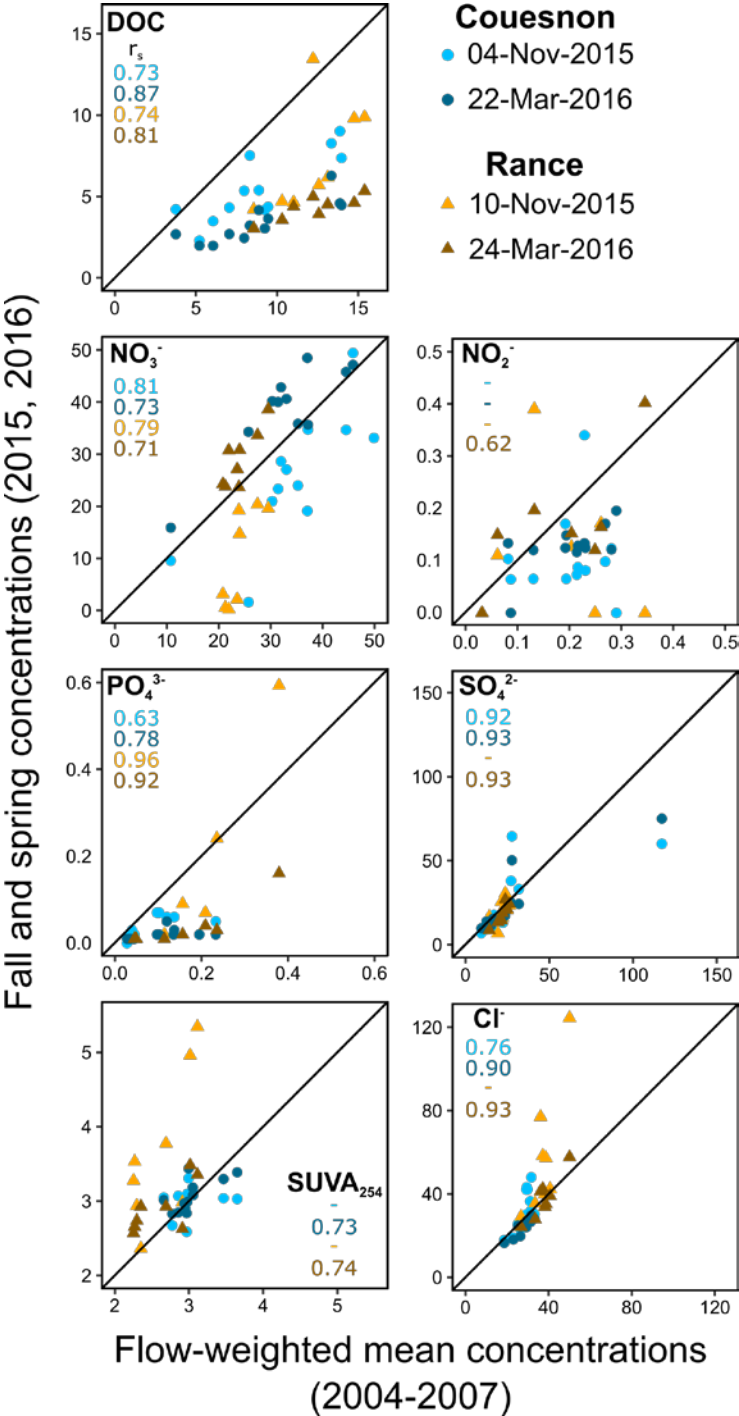 DOC
rₛ
0.73
0.87
0.74
0.81
15
10
5
0
0 5 10 15
Couesnon
04-Nov-2015
22-Mar-2016
Rance
10-Nov-2015
24-Mar-2016
Fall and spring concentrations (2015, 2016)
NO₃⁻
0.81
0.73
0.79
0.71
50
40
30
20
10
0
0 10 20 30 40 50
NO₂⁻
-
-
-
0.62
0.5
0.4
0.3
0.2
0.1
0.0
0.0 0.1 0.2 0.3 0.4 0.5
PO₄³⁻
0.63
0.78
0.96
0.92
0.6
0.4
0.2
0.0
0.0 0.2 0.4 0.6
SO₄²⁻
0.92
0.93
-
0.93
150
100
50
0
0 50 100 150
SUVA₂₅₄
-
0.73
-
0.74
5
4
3
2
2 3 4 5
Cl⁻
0.76
0.90
-
0.93
120
80
40
0
0 40 80 120
Flow-weighted mean concentrations
(2004-2007)